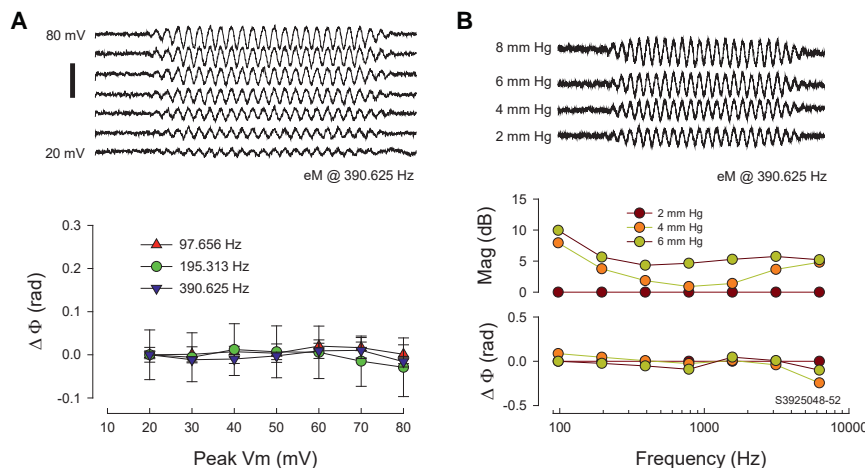 A
80 mV
20 mV
eM @ 390.625 Hz
0.3
0.2
0.1
0.0
-0.1
Δ Φ (rad)
97.656 Hz
195.313 Hz
390.625 Hz
10 20 30 40 50 60 70 80
Peak Vm (mV)
B
8 mm Hg
6 mm Hg
4 mm Hg
2 mm Hg
eM @ 390.625 Hz
15
10
5
0
Mag (dB)
2 mm Hg
4 mm Hg
6 mm Hg
0.5
0.0
-0.5
Δ Φ (rad)
S3925048-52
100 1000 10000
Frequency (Hz)